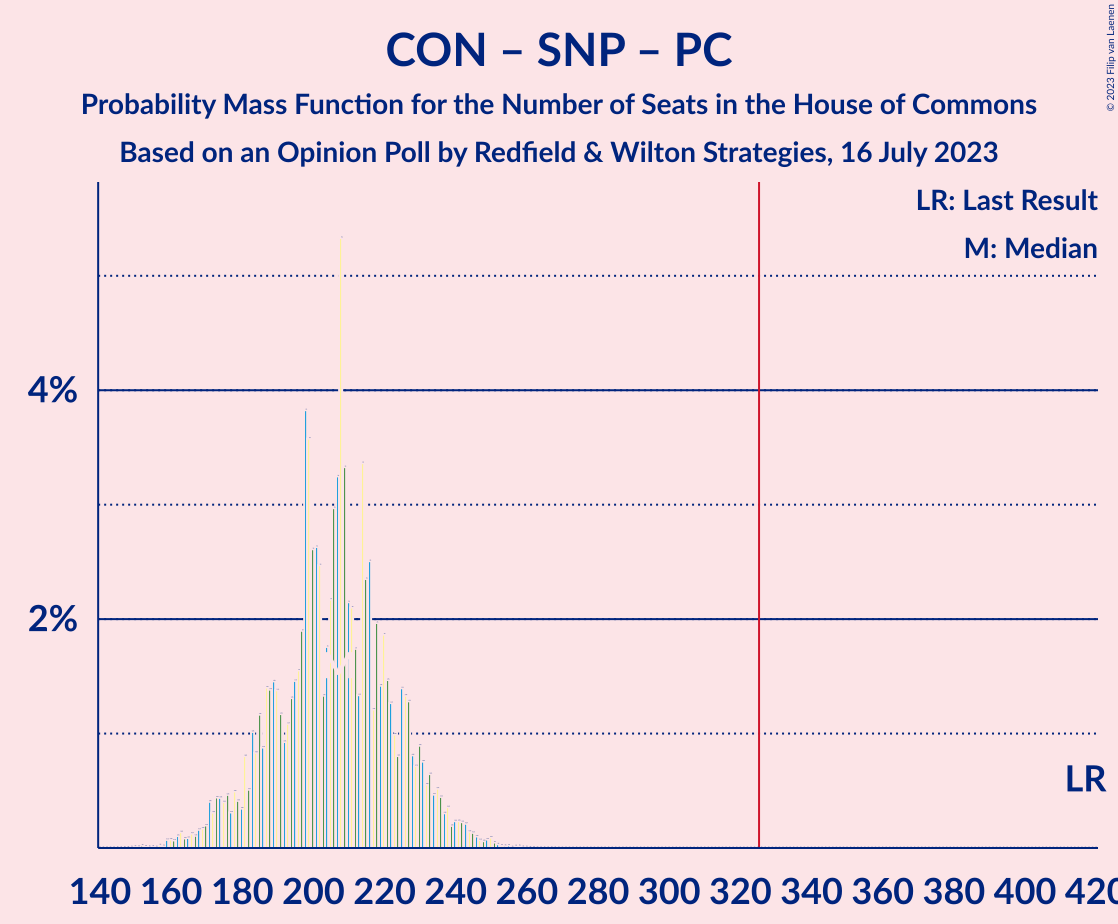 CON – SNP – PC
Probability Mass Function for the Number of Seats in the House of Commons
Based on an Opinion Poll by Redfield & Wilton Strategies, 16 July 2023
© 2023 Filip van Laenen
LR: Last Result
M: Median
4%
2%
LR
140 160 180 200 220 240 260 280 300 320 340 360 380 400 420